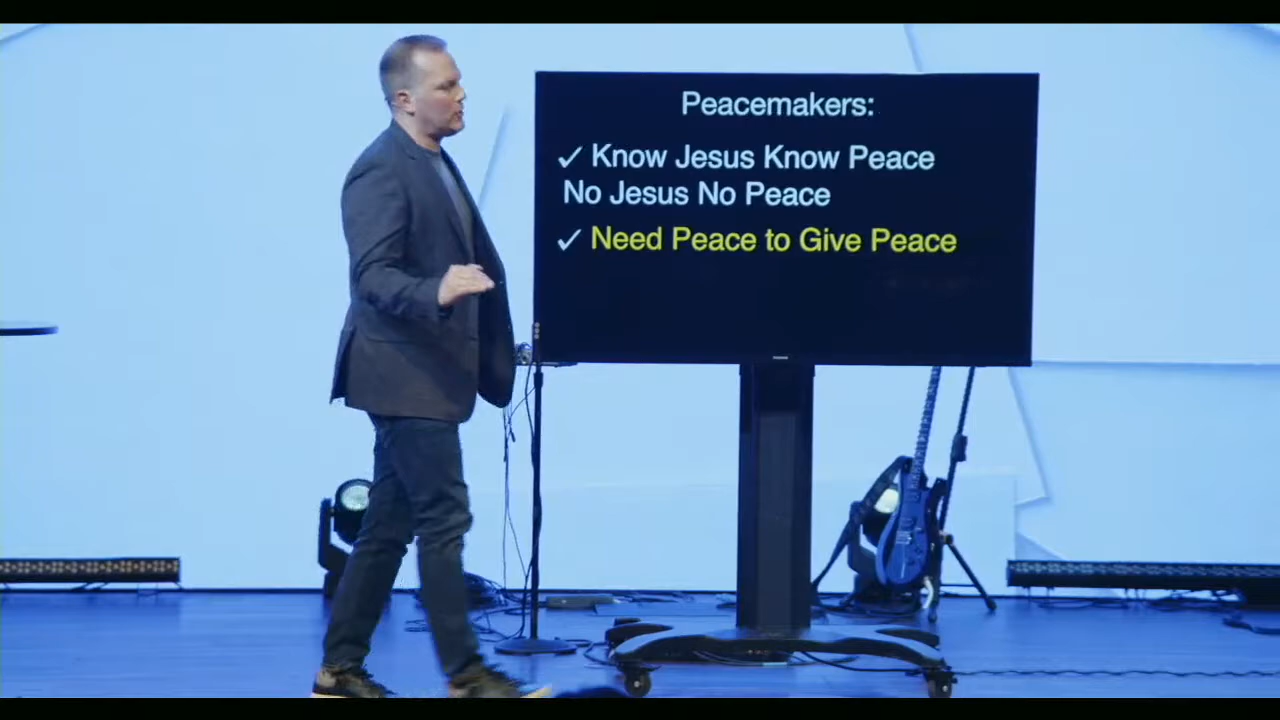 Peacemakers:
✓ Know Jesus Know Peace
No Jesus No Peace
✓ Need Peace to Give Peace